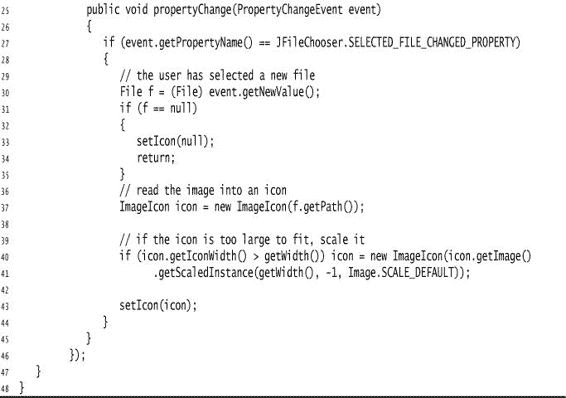 25 public void propertyChange(PropertyChangeEvent event)
26 {
27 if (event.getPropertyName() == JFileChooser.SELECTED_FILE_CHANGED_PROPERTY)
28 {
29 // the user has selected a new file
30 File f = (File) event.getNewValue();
31 if (f == null)
32 {
33 setIcon(null);
34 return;
35 }
36 // read the image into an icon
37 ImageIcon icon = new ImageIcon(f.getPath());
38
39 // if the icon is too large to fit, scale it
40 if (icon.getIconWidth() > getWidth()) icon = new ImageIcon(icon.getImage()
41 .getScaledInstance(getWidth(), -1, Image.SCALE_DEFAULT));
42
43 setIcon(icon);
44 }
45 }
46 });
47 }
48 }